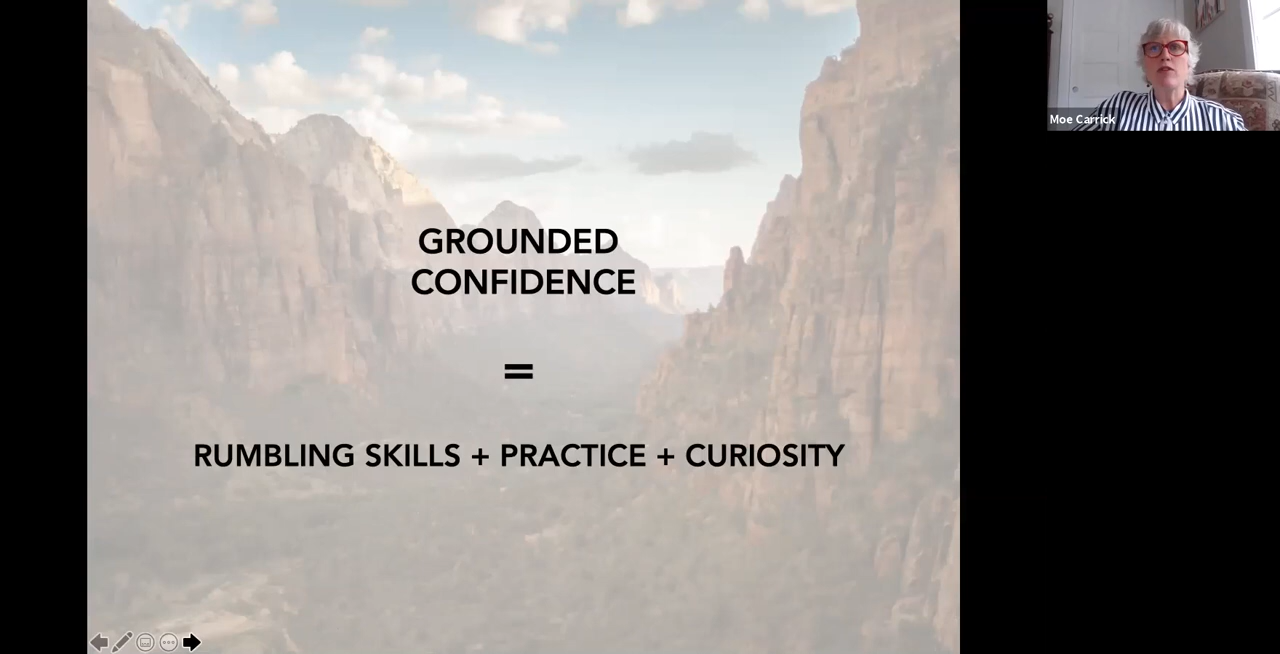 GROUNDED
CONFIDENCE
=
RUMBLING SKILLS + PRACTICE + CURIOSITY
Moe Carrick